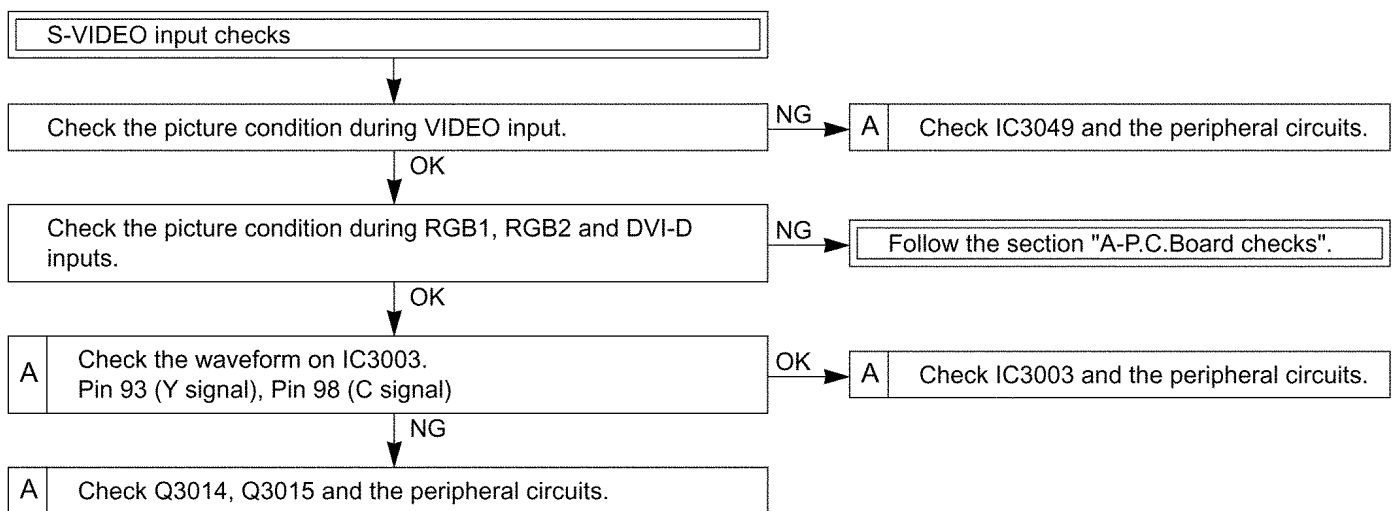 S-VIDEO input checks
Check the picture condition during VIDEO input.
NG
A
Check IC3049 and the peripheral circuits.
OK
Check the picture condition during RGB1, RGB2 and DVI-D
inputs.
NG
Follow the section "A-P.C.Board checks".
OK
A
Check the waveform on IC3003.
Pin 93 (Y signal), Pin 98 (C signal)
OK
A
Check IC3003 and the peripheral circuits.
NG
A
Check Q3014, Q3015 and the peripheral circuits.